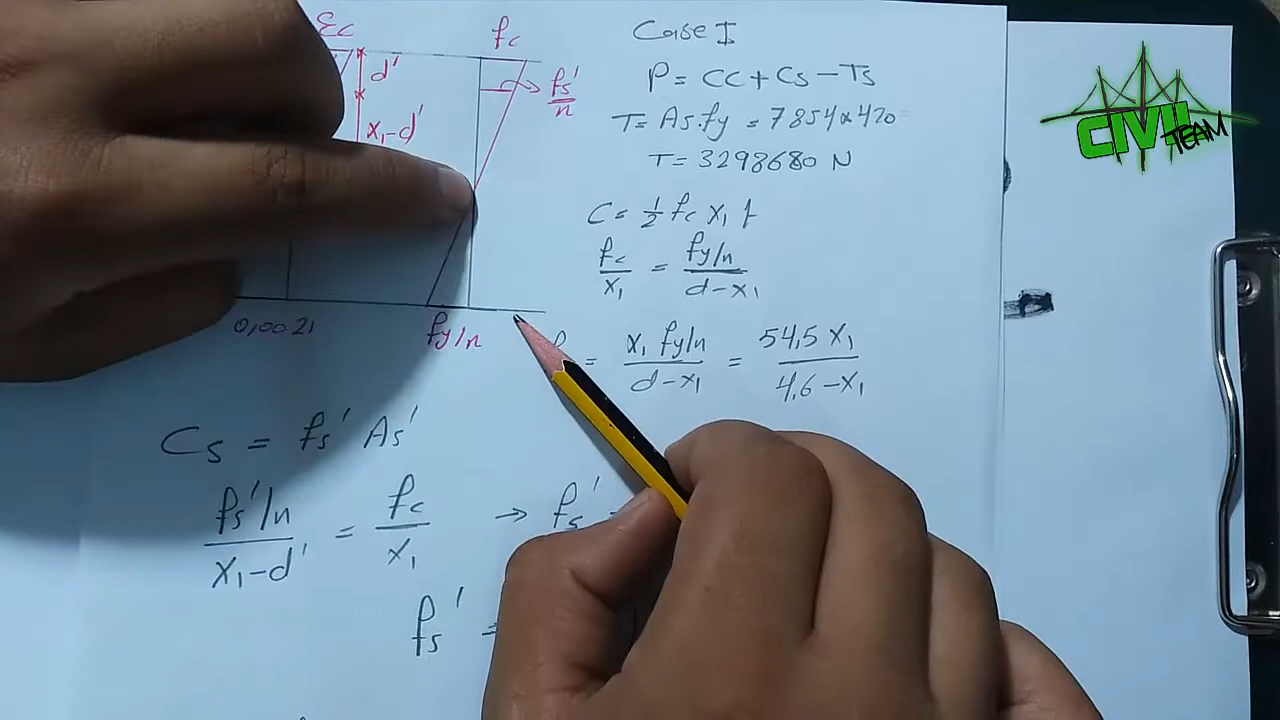 εc
fc
Case I
d'
fs'/n
P = Cc + Cs - Ts
x1-d'
T = As.fy = 7854×420
T = 3298680 N
C = 1/2 fc x1 t
fc/x1 = (fy/n)/(d-x1)
0,0021
fy/n
= (x1 fy/n)/(d-x1) = (54,5 x1)/(4,6-x1)
Cs = fs' As'
(fs'/n)/(x1-d') = fc/x1 → fs' =
fs' =
CIVIL
TEAM